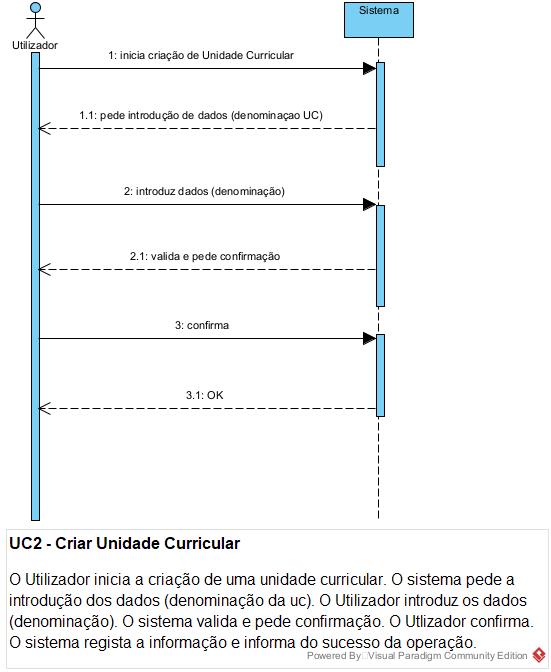 Sistema
Utilizador
1: inicia criação de Unidade Curricular
1.1: pede introdução de dados (denominaçao UC)
2: introduz dados (denominação)
2.1: valida e pede confirmação
3: confirma
3.1: OK
UC2 - Criar Unidade Curricular
O Utilizador inicia a criação de uma unidade curricular. O sistema pede a
introdução dos dados (denominação da uc). O Utilizador introduz os dados
(denominação). O sistema valida e pede confirmação. O Utlizador confirma.
O sistema regista a informação e informa do sucesso da operação.
Powered By Visual Paradigm Community Edition